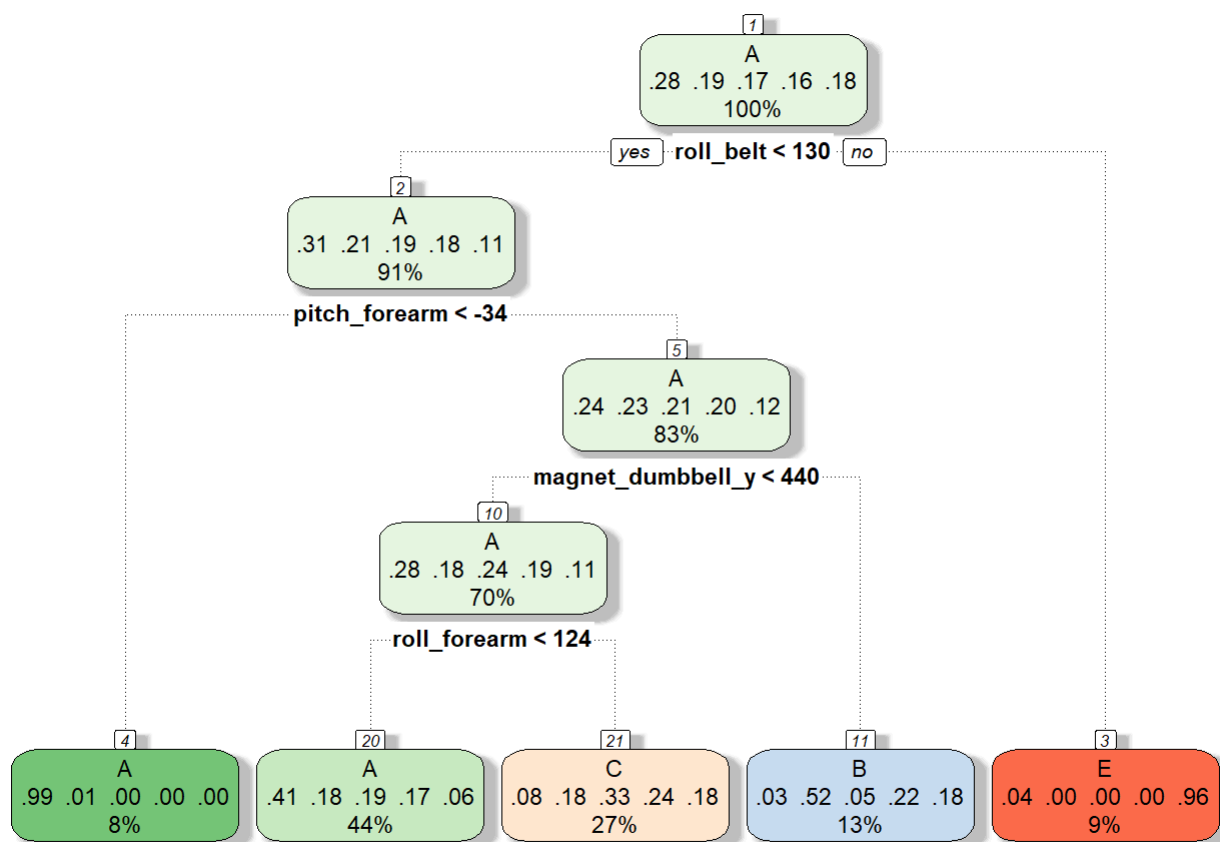 1
A
.28 .19 .17 .16 .18
100%
yes roll_belt < 130 no
2
A
.31 .21 .19 .18 .11
91%
pitch_forearm < -34
5
A
.24 .23 .21 .20 .12
83%
magnet_dumbbell_y < 440
10
A
.28 .18 .24 .19 .11
70%
roll_forearm < 124
4
A
.99 .01 .00 .00 .00
8%
20
A
.41 .18 .19 .17 .06
44%
21
C
.08 .18 .33 .24 .18
27%
11
B
.03 .52 .05 .22 .18
13%
3
E
.04 .00 .00 .00 .96
9%